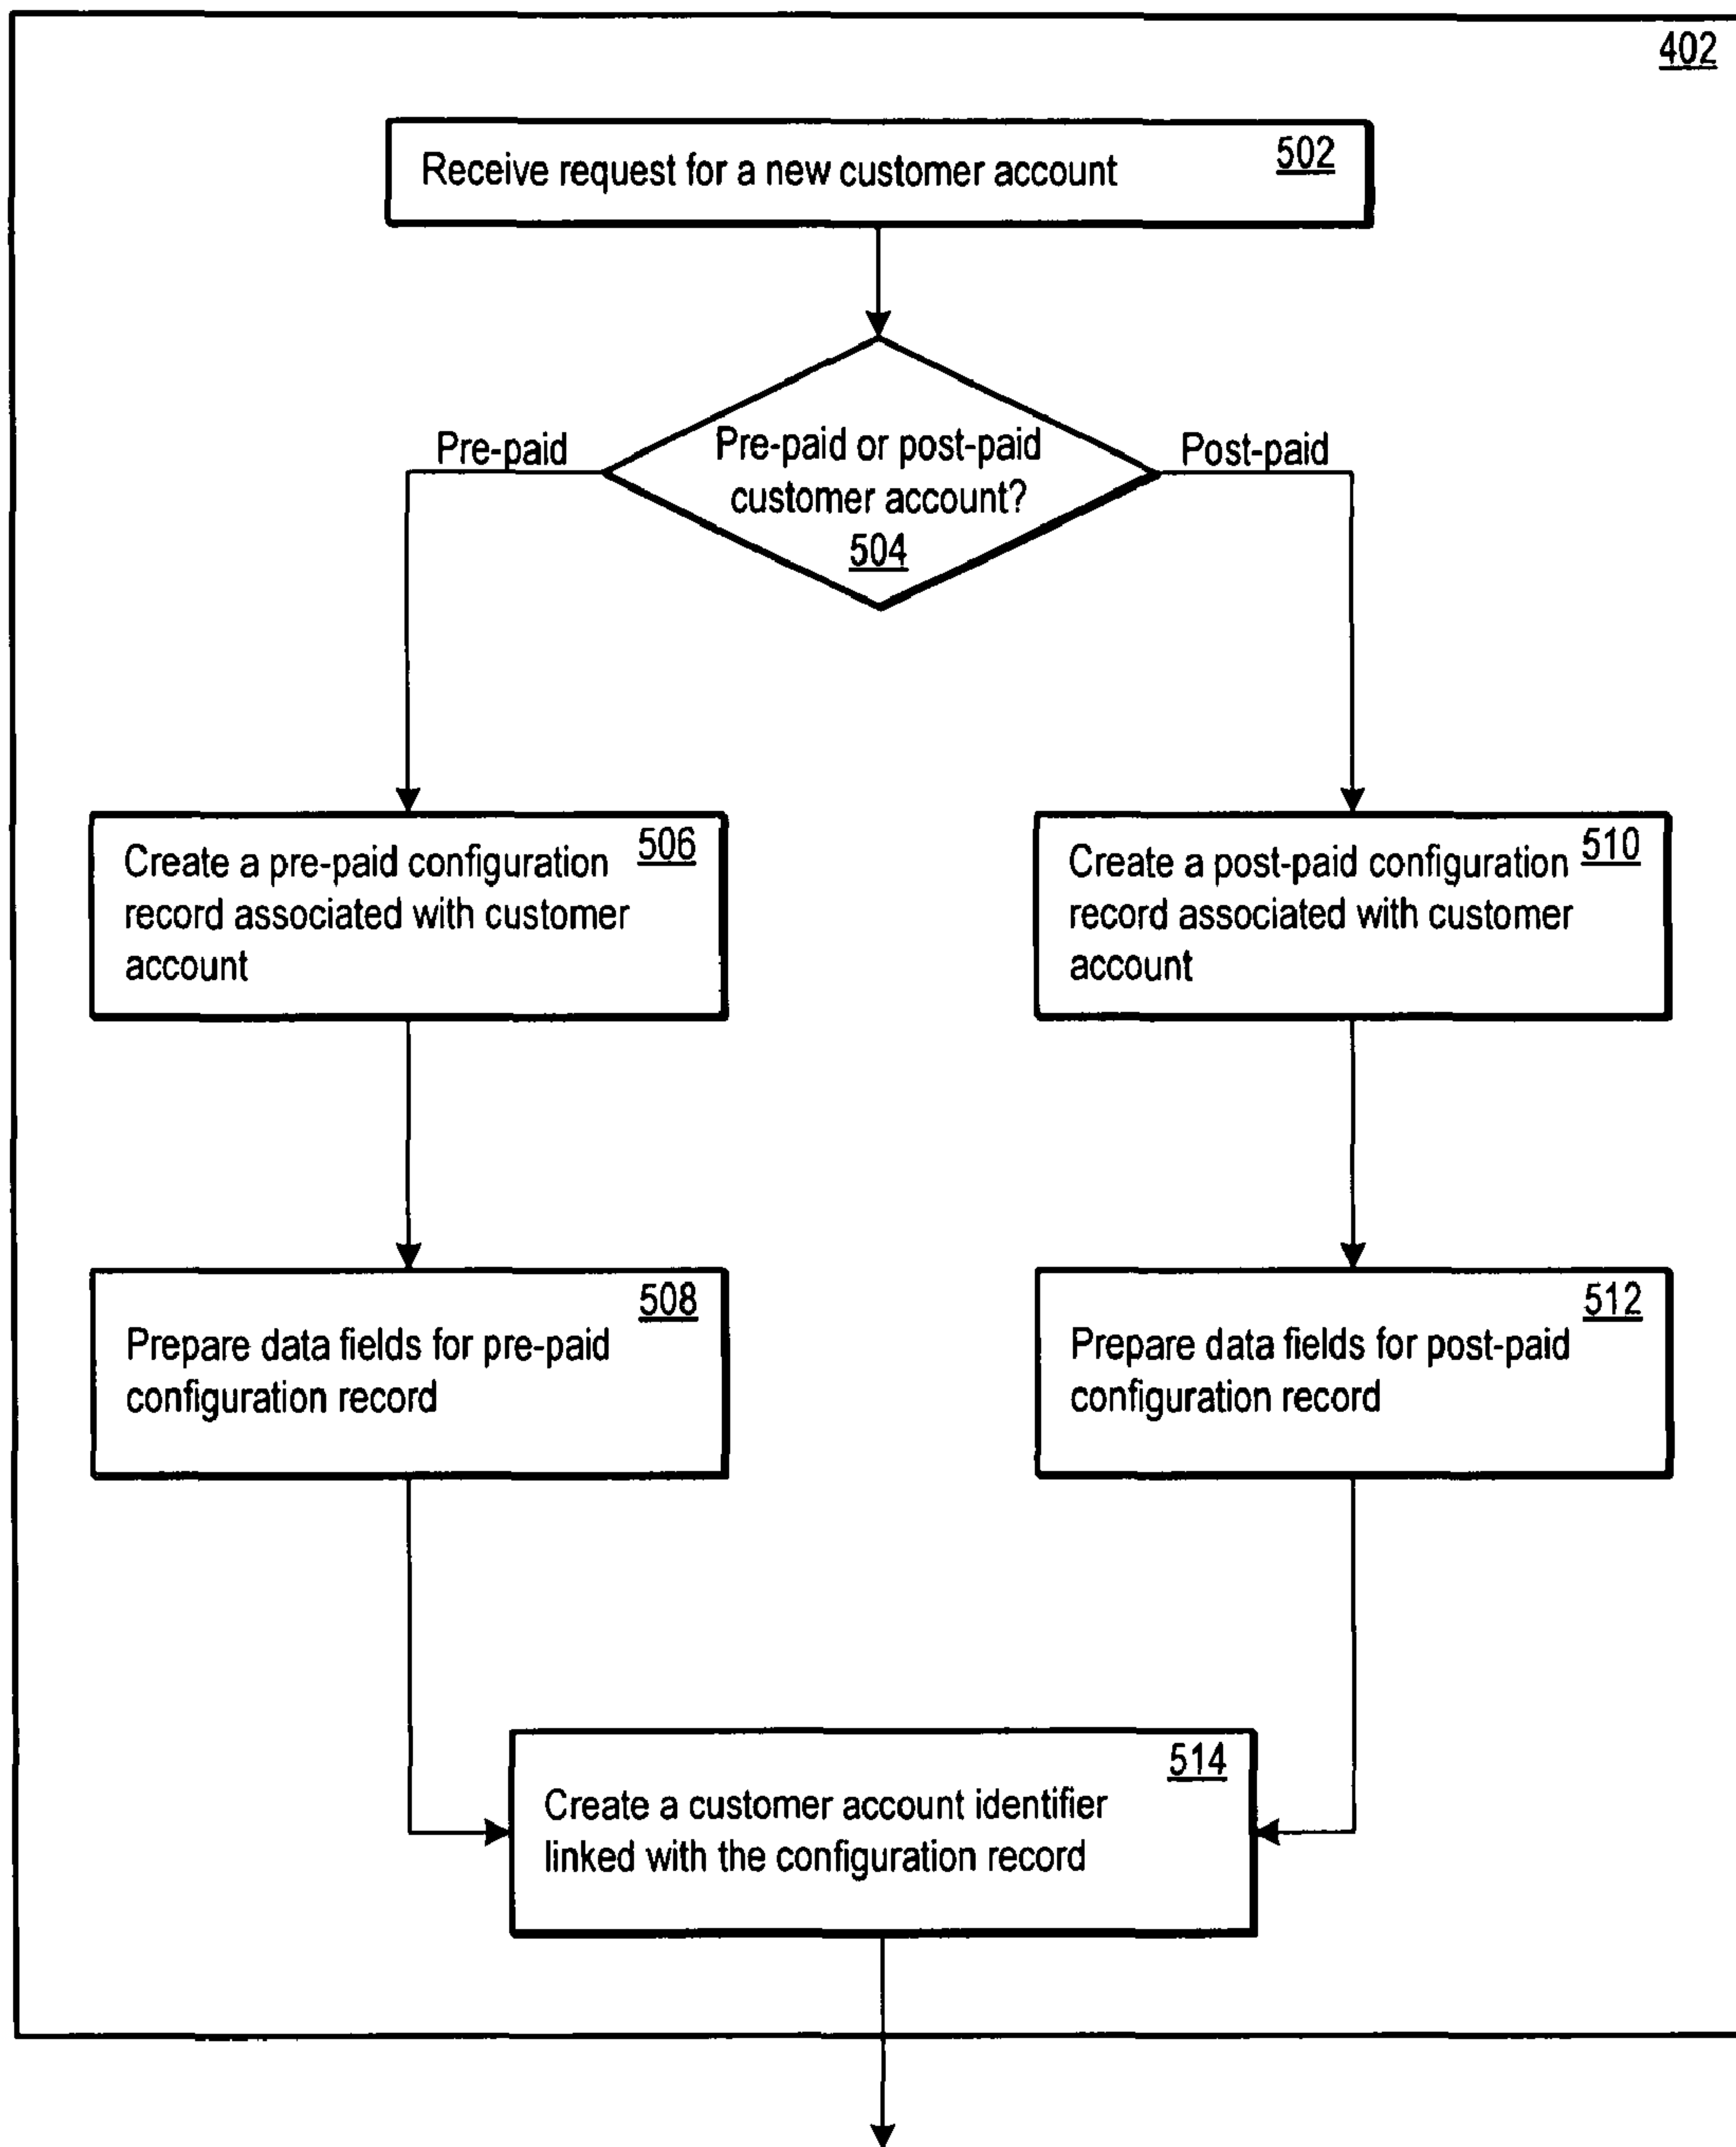 402
Receive request for a new customer account 502
Pre-paid
Pre-paid or post-paid
customer account?
504
Post-paid
506
Create a pre-paid configuration
record associated with customer
account
510
Create a post-paid configuration
record associated with customer
account
508
Prepare data fields for pre-paid
configuration record
512
Prepare data fields for post-paid
configuration record
514
Create a customer account identifier
linked with the configuration record